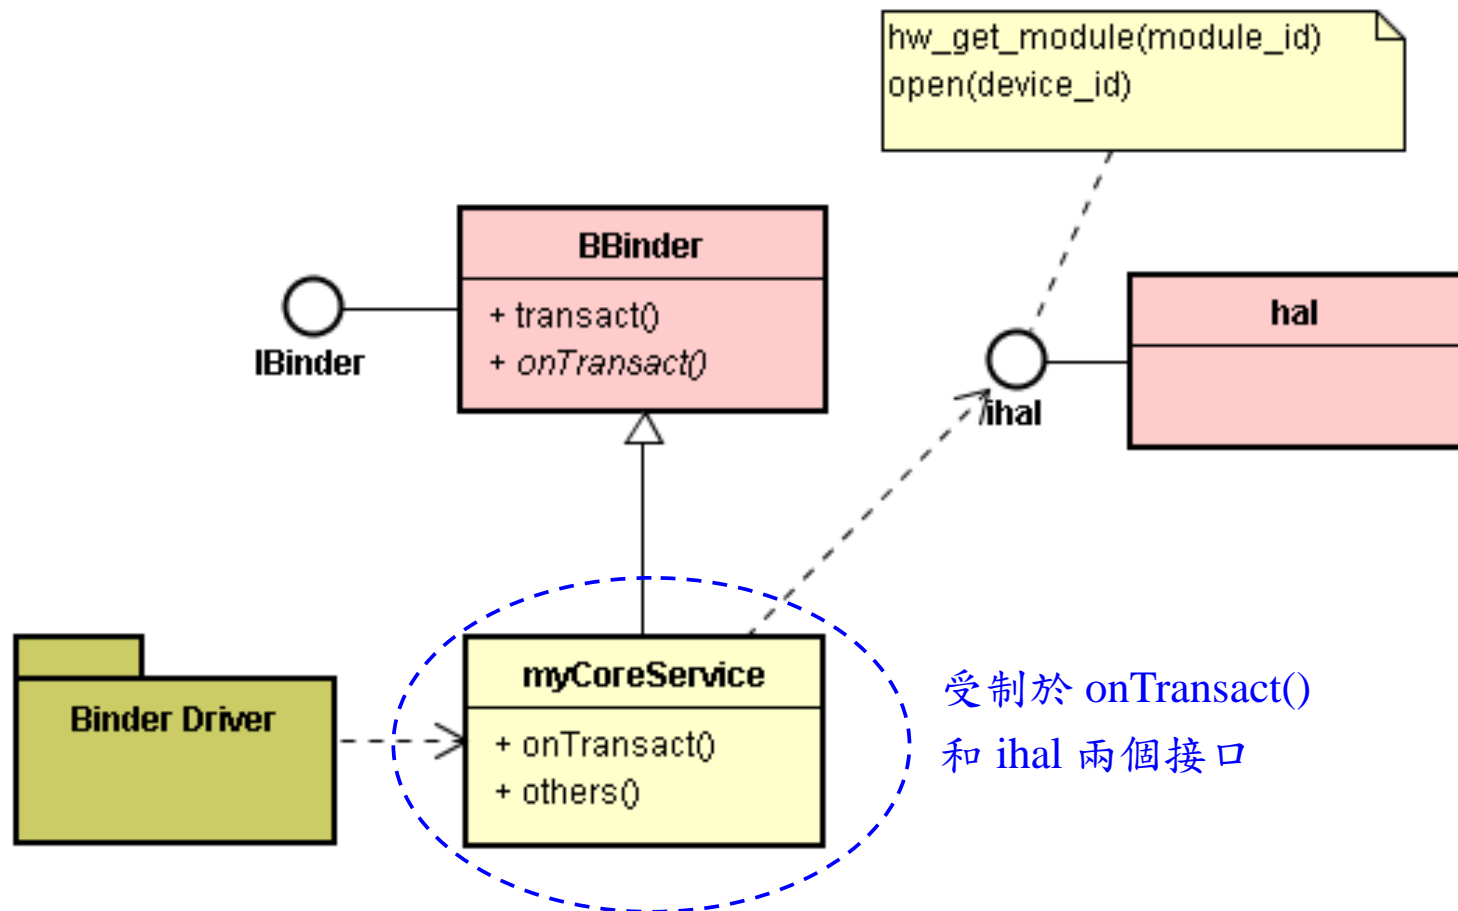 hw_get_module(module_id)
open(device_id)
BBinder
+ transact()
+ onTransact()
IBinder
hal
ihal
Binder Driver
myCoreService
+ onTransact()
+ others()
受制於 onTransact()
和 ihal 兩個接口